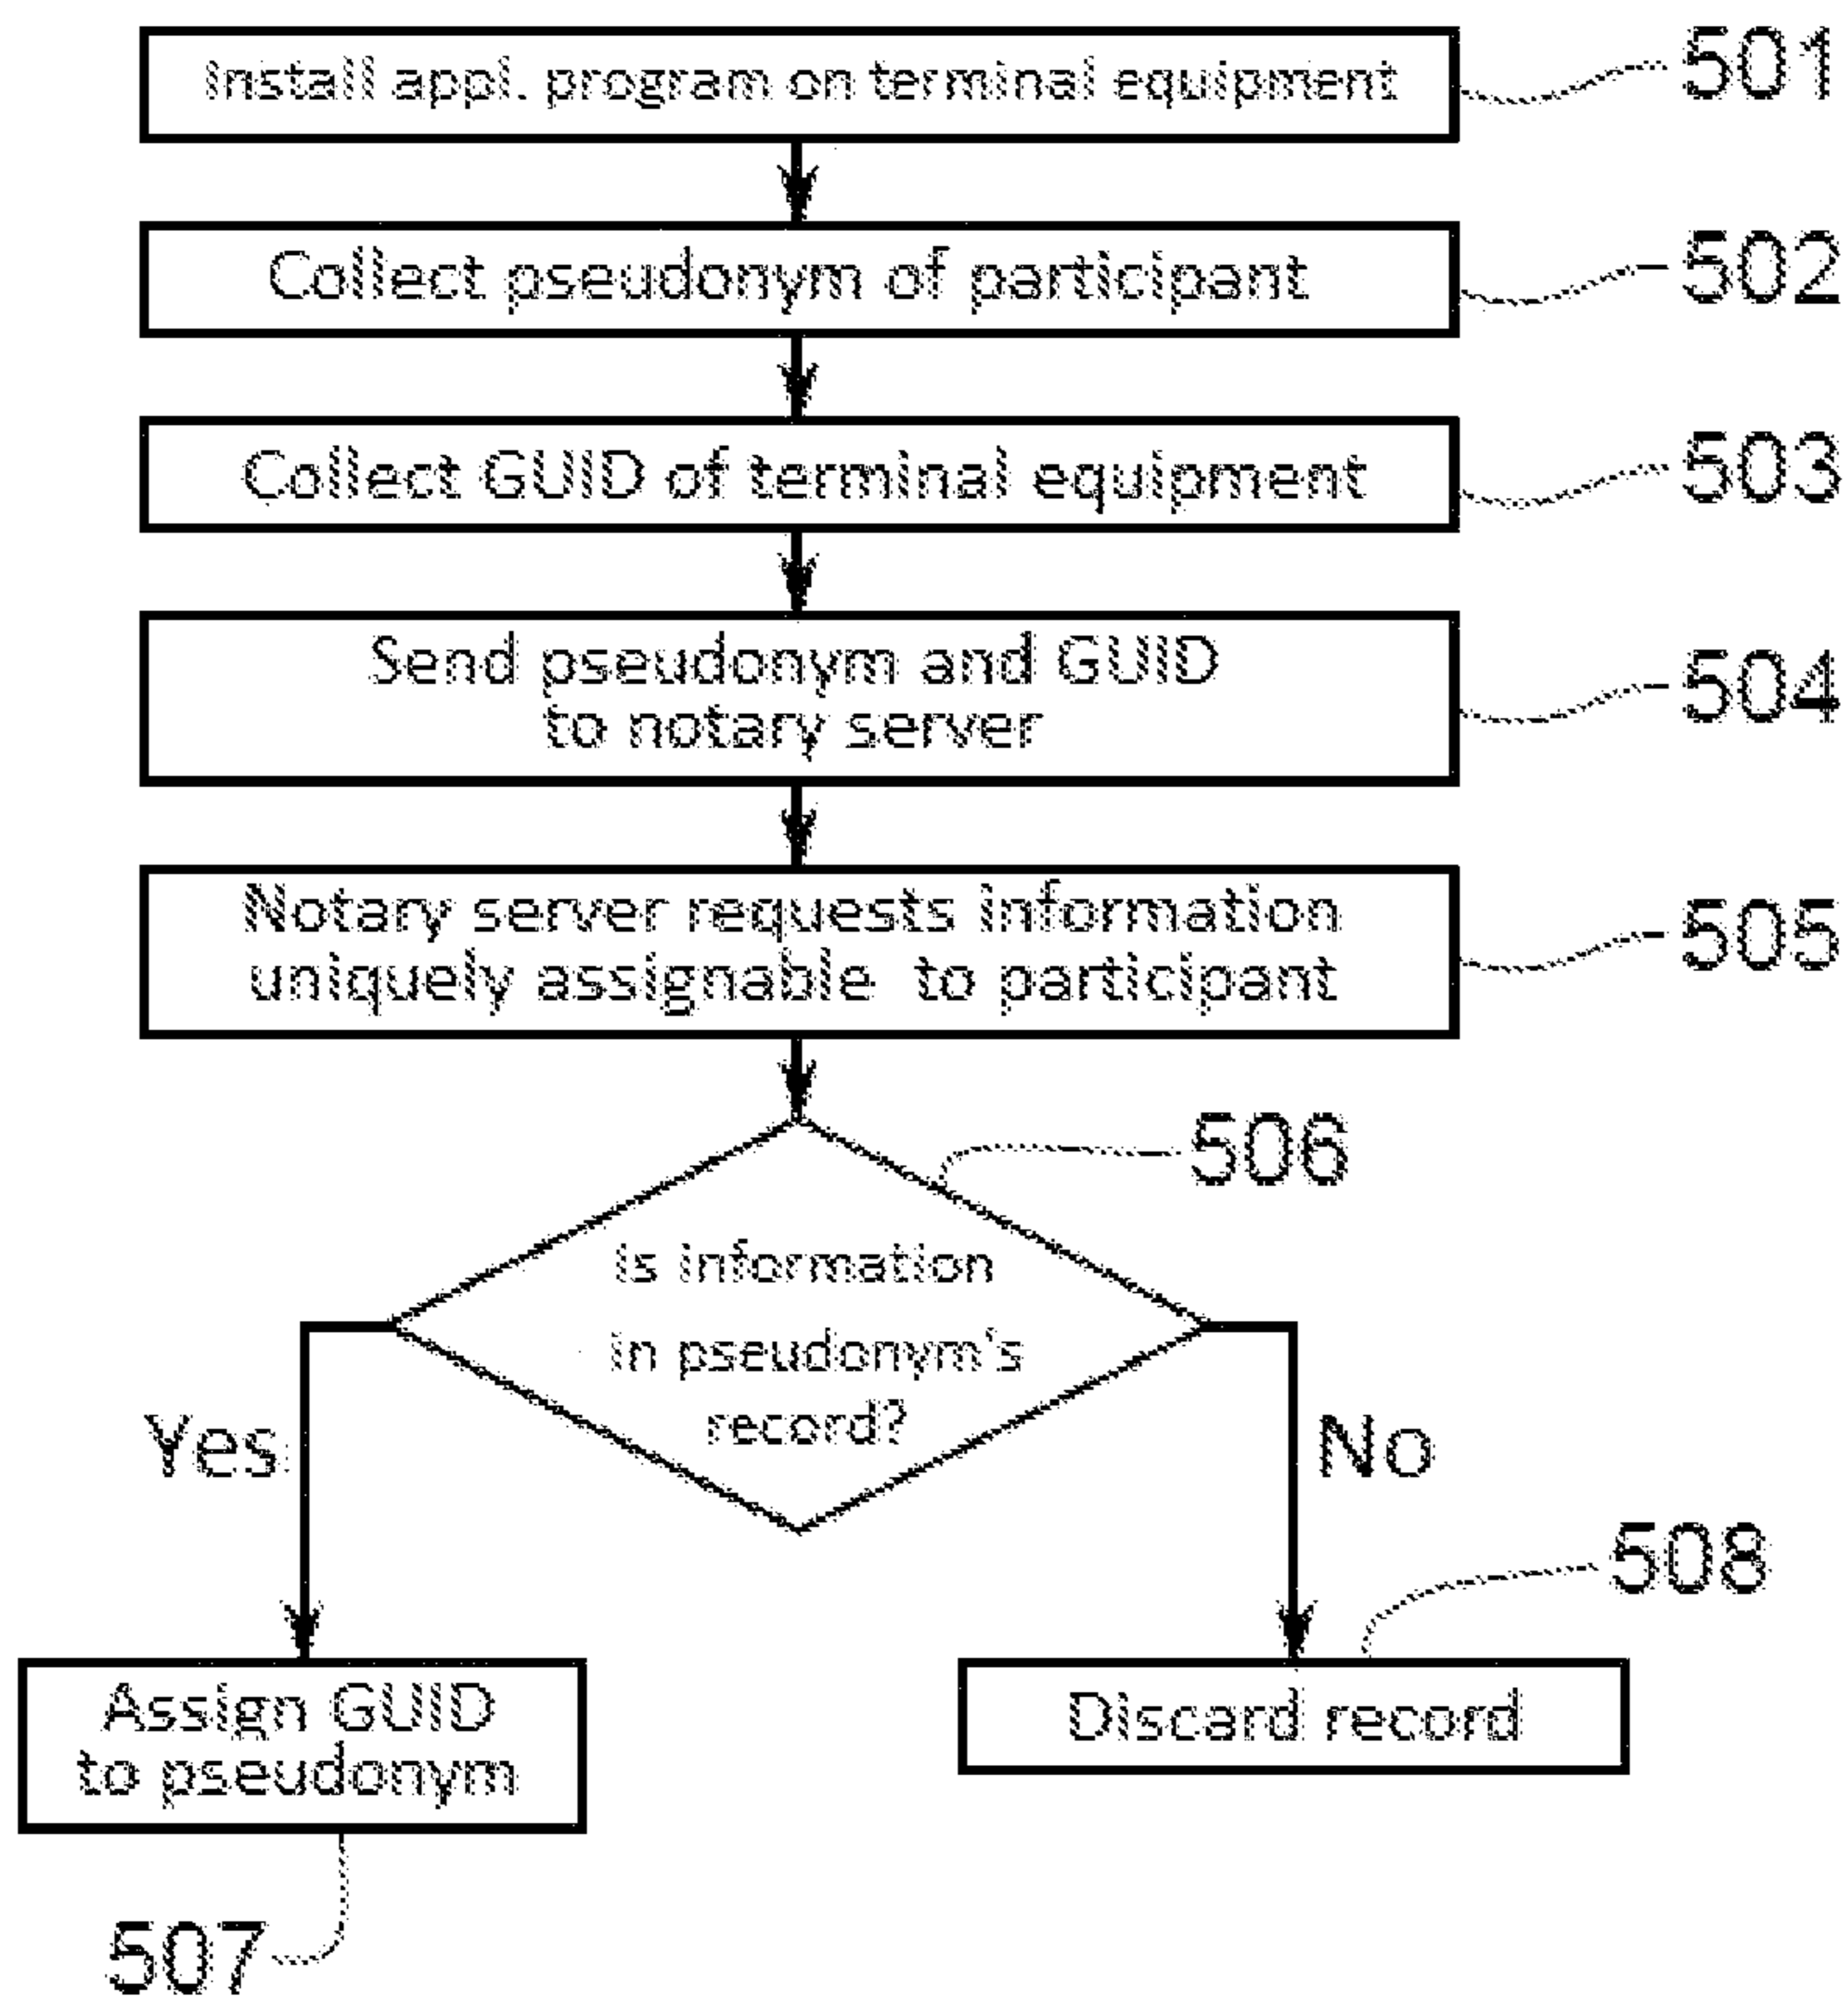 Install appl. program on terminal equipment
501
Collect pseudonym of participant
502
Collect GUID of terminal equipment
503
Send pseudonym and GUID
to notary server
504
Notary server requests information
uniquely assignable to participant
505
506
is information
in pseudonym's
record?
Yes
No
508
Assign GUID
to pseudonym
Discard record
507